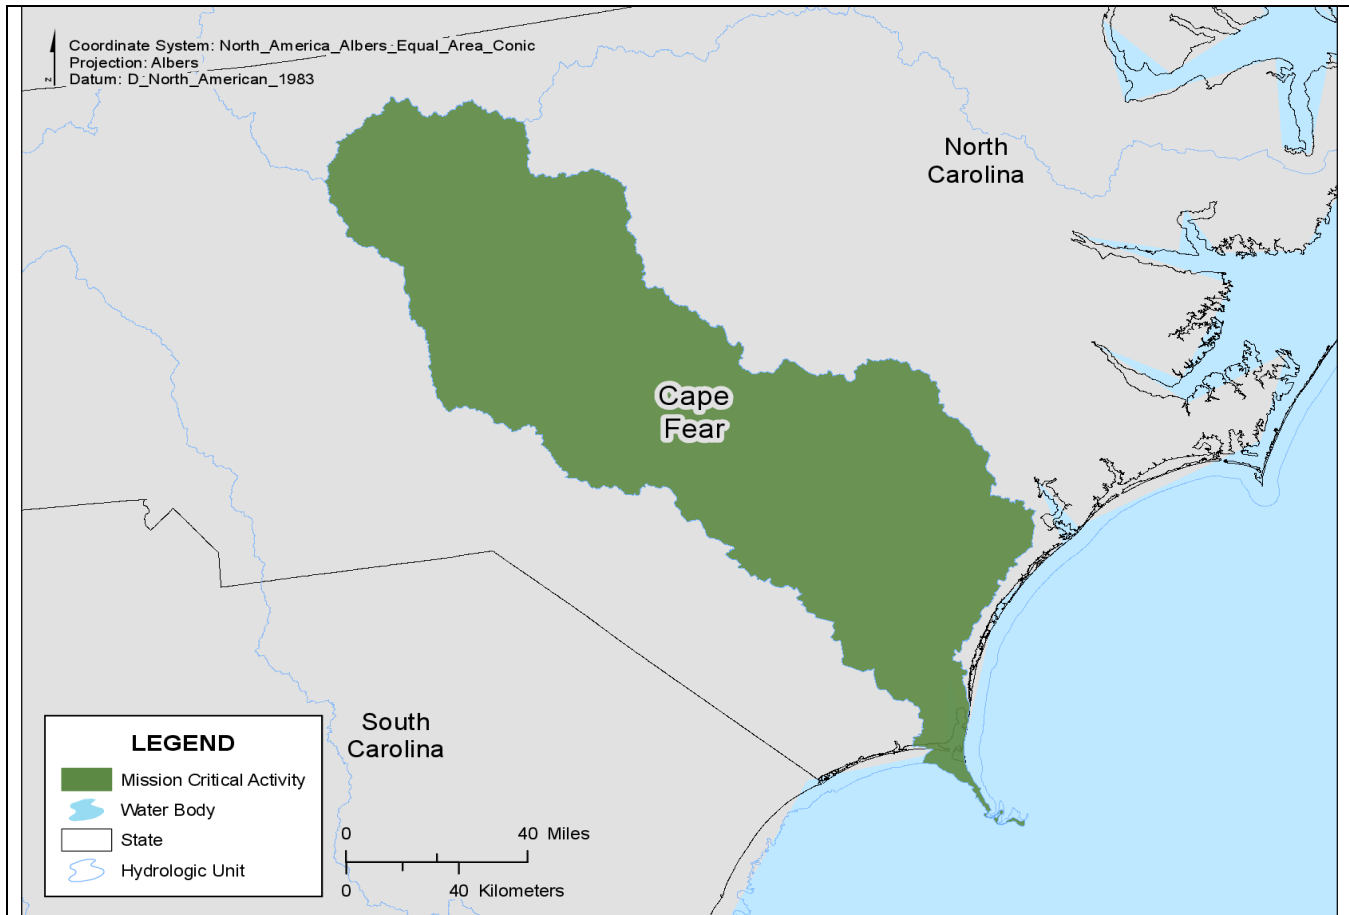 Coordinate System: North_America_Albers_Equal_Area_Conic
Projection: Albers
Datum: D_North_American_1983
N
North
Carolina
Cape
Fear
South
Carolina
LEGEND
Mission Critical Activity
Water Body
State
Hydrologic Unit
0 40 Miles
0 40 Kilometers